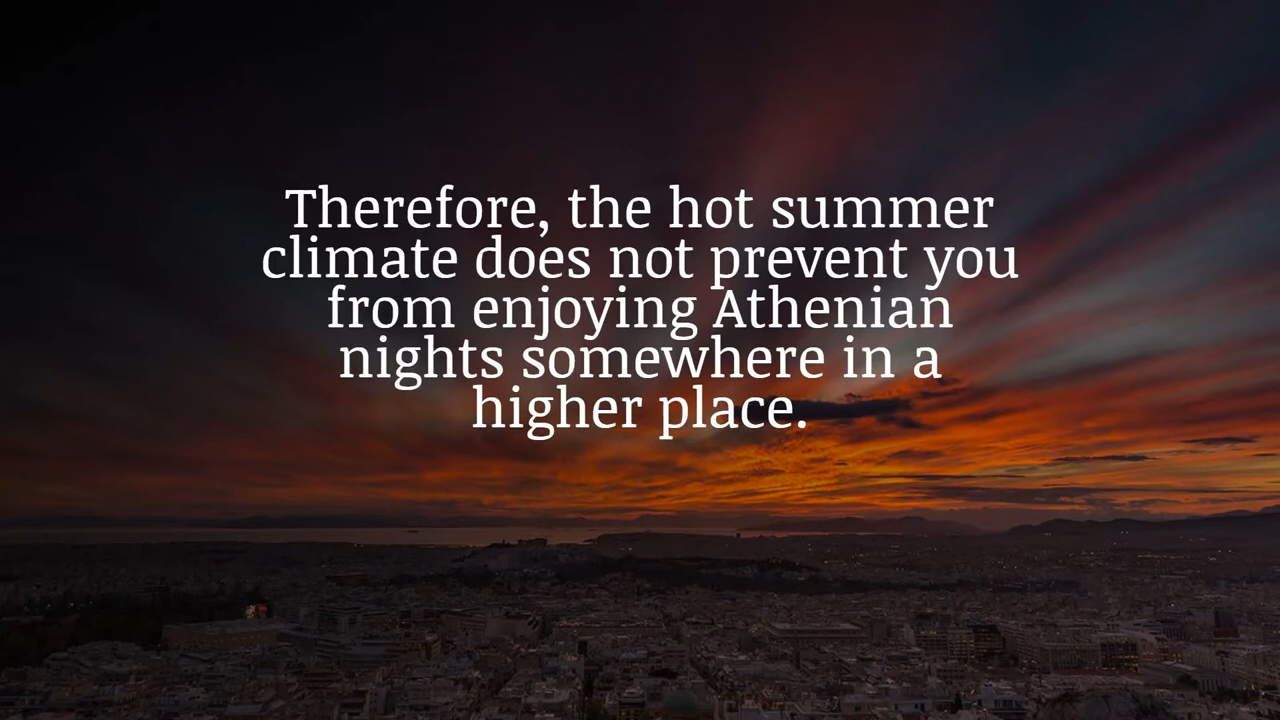 Therefore, the hot summer
climate does not prevent you
from enjoying Athenian
nights somewhere in a
higher place.